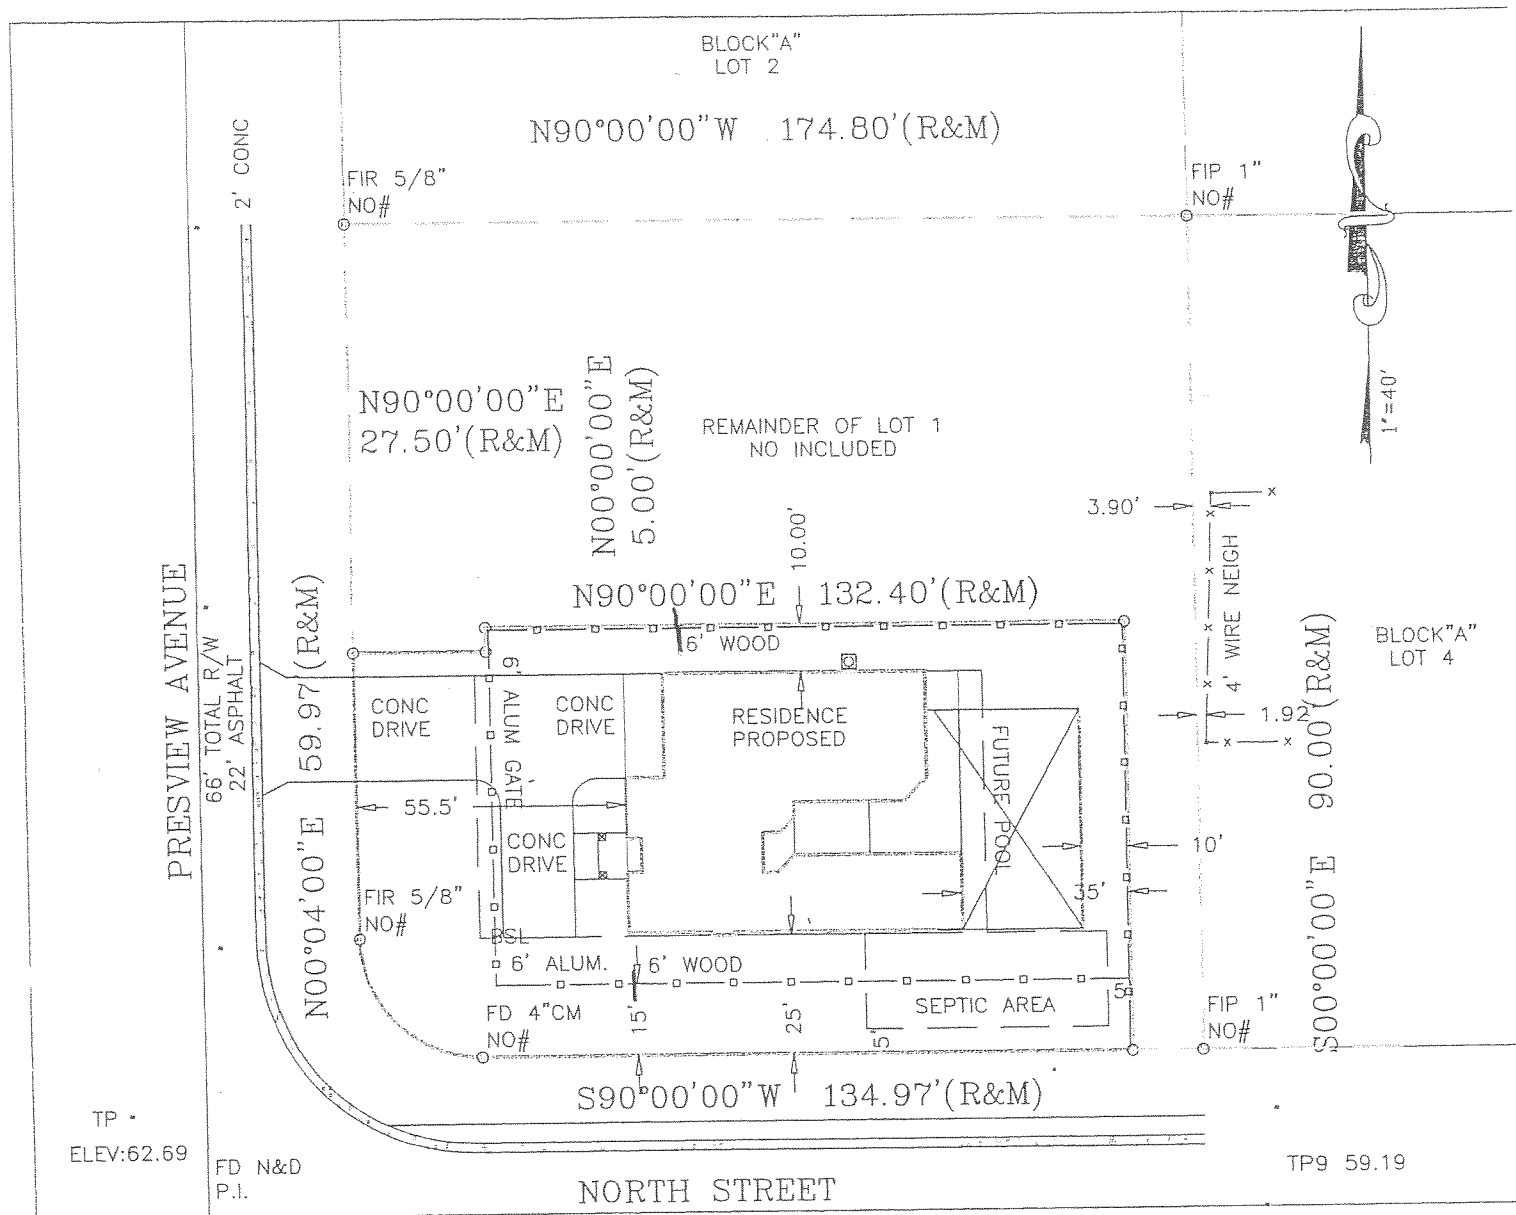 BLOCK"A"
LOT 2
N90°00'00"W 174.80'(R&M)
2' CONC
FIR 5/8"
NO#
FIP 1"
NO#
1"=40'
N90°00'00"E
27.50'(R&M)
N00°00'00"E
5.00'(R&M)
REMAINDER OF LOT 1
NO INCLUDED
3.90'
10.00'
4' WIRE NEIGH
N90°00'00"E 132.40'(R&M)
6' WOOD
BLOCK"A"
LOT 4
PRESVIEW AVENUE
66' TOTAL R/W
22' ASPHALT
N00°04'00"E 59.97'(R&M)
6' ALUM GATE
CONC
DRIVE
CONC
DRIVE
RESIDENCE
PROPOSED
FUTURE POOL
1.92
S00°00'00"E 90.00'(R&M)
55.5'
CONC
DRIVE
10'
35'
FIR 5/8"
NO#
BSL
6' ALUM.
6' WOOD
SEPTIC AREA
5'
FD 4"CM
NO#
15'
25'
5'
FIP 1"
NO#
S90°00'00"W 134.97'(R&M)
TP
ELEV:62.69
FD N&D
P.I.
TP9 59.19
NORTH STREET